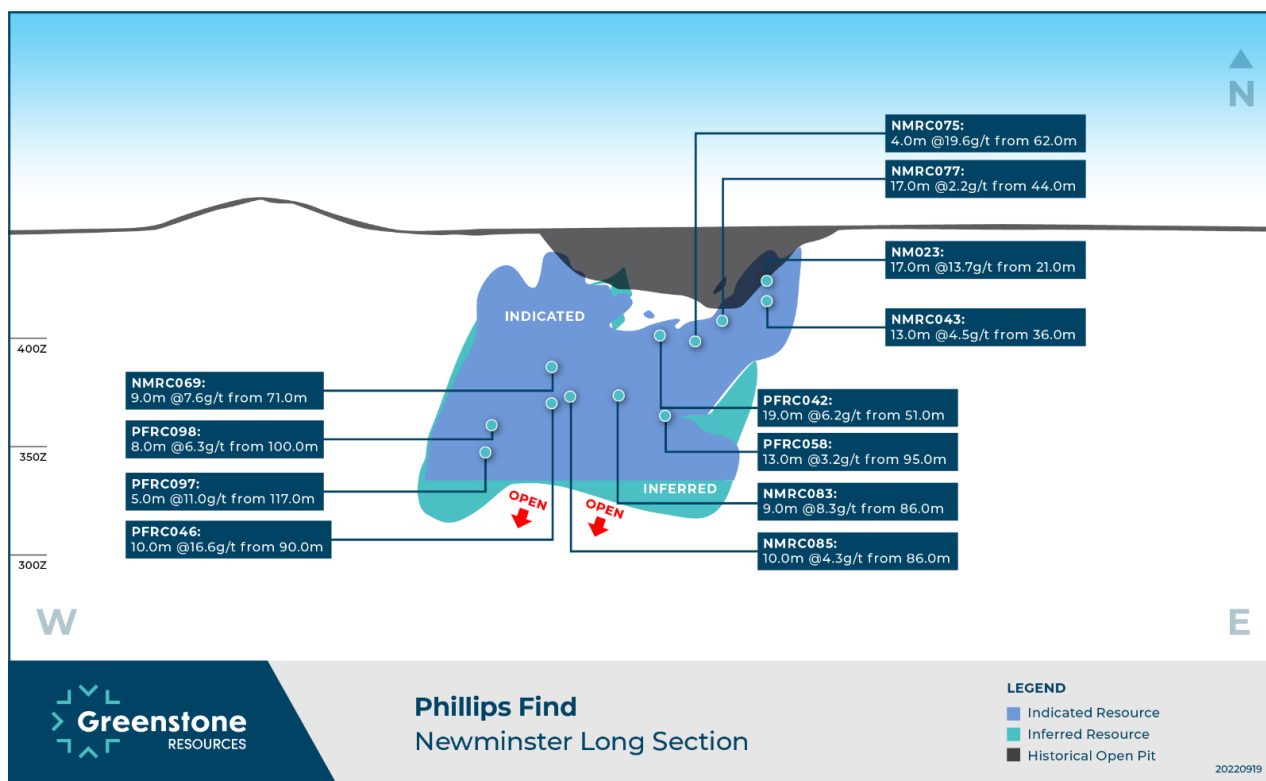 N
NMRC075:
4.0m @19.6g/t from 62.0m
NMRC077:
17.0m @2.2g/t from 44.0m
NM023:
17.0m @13.7g/t from 21.0m
NMRC043:
13.0m @4.5g/t from 36.0m
INDICATED
400Z
NMRC069:
9.0m @7.6g/t from 71.0m
PFRC042:
19.0m @6.2g/t from 51.0m
PFRC098:
8.0m @6.3g/t from 100.0m
PFRC058:
13.0m @3.2g/t from 95.0m
350Z
PFRC097:
5.0m @11.0g/t from 117.0m
INFERRED
NMRC083:
9.0m @8.3g/t from 86.0m
OPEN
OPEN
PFRC046:
10.0m @16.6g/t from 90.0m
NMRC085:
10.0m @4.3g/t from 86.0m
300Z
W
E
Greenstone
RESOURCES
Phillips Find
Newminster Long Section
LEGEND
Indicated Resource
Inferred Resource
Historical Open Pit
20220919